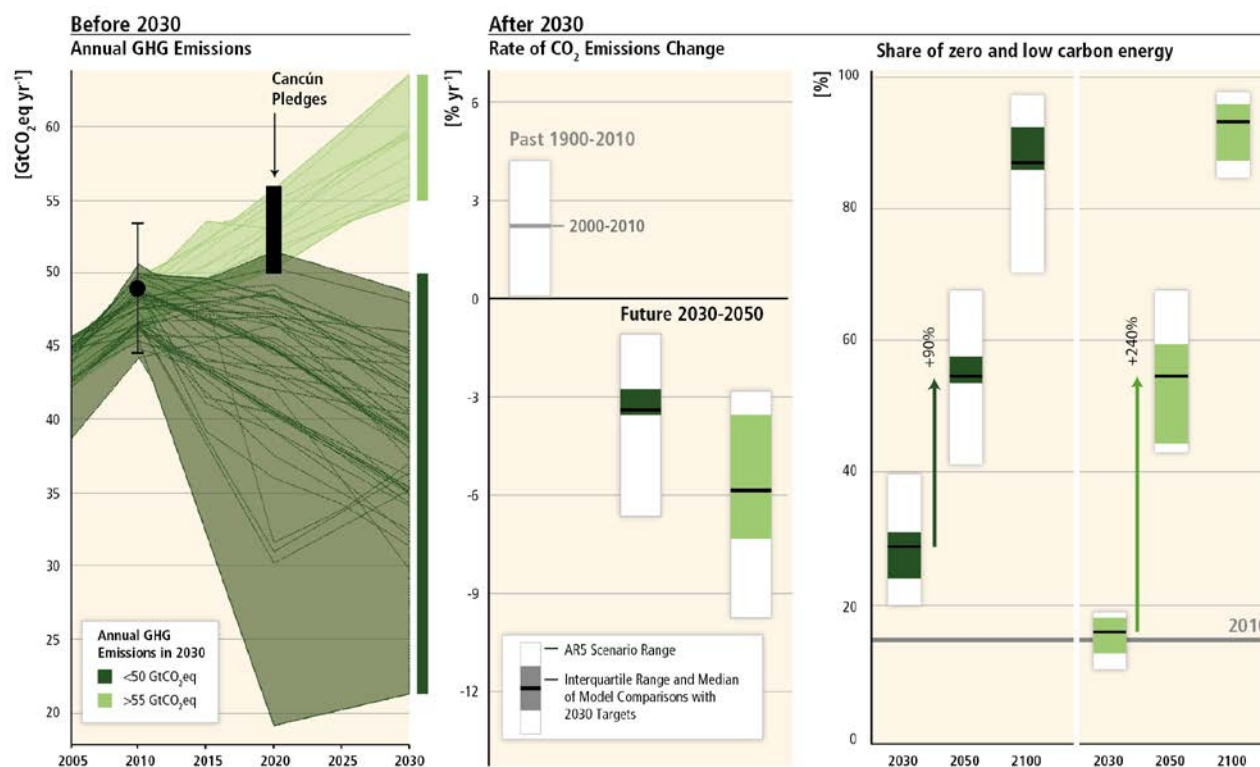 Before 2030
Annual GHG Emissions
[GtCO2eq yr-1]
Cancún
Pledges
60
55
50
45
40
35
30
25
20
Annual GHG
Emissions in 2030
<50 GtCO2eq
>55 GtCO2eq
2005 2010 2015 2020 2025 2030
After 2030
Rate of CO2 Emissions Change
[% yr-1]
6
3
0
-3
-6
-9
-12
Past 1900-2010
2000-2010
Future 2030-2050
AR5 Scenario Range
Interquartile Range and Median
of Model Comparisons with
2030 Targets
Share of zero and low carbon energy
[%]
100
80
60
40
20
0
+90%
+240%
2010
2030 2050 2100 2030 2050 2100